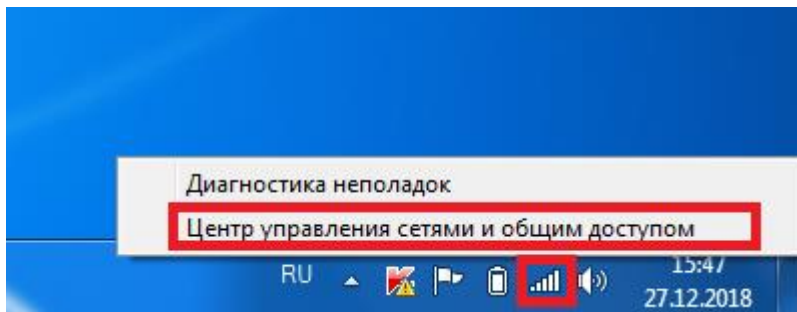 Диагностика неполадок
Центр управления сетями и общим доступом
RU
15:47
27.12.2018